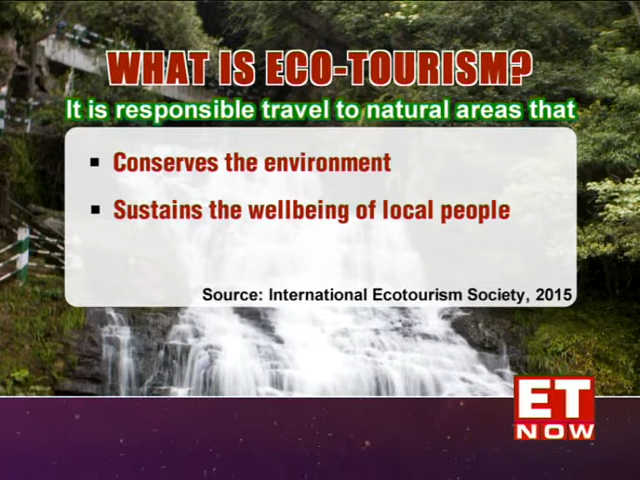 WHAT IS ECO-TOURISM?
It is responsible travel to natural areas that
▪ Conserves the environment
▪ Sustains the wellbeing of local people
Source: International Ecotourism Society, 2015
ET
NOW